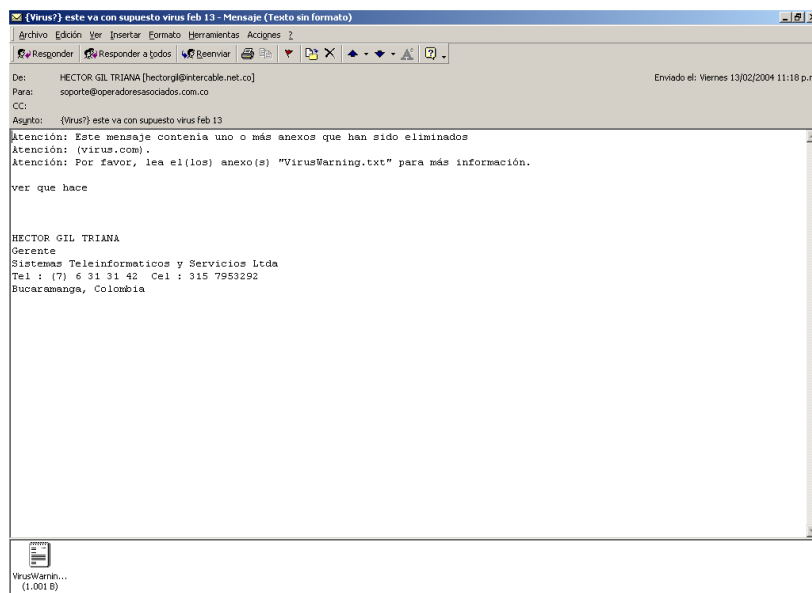 {Virus?} este va con supuesto virus feb 13 - Mensaje (Texto sin formato)
Archivo Edición Ver Insertar Formato Herramientas Acciones ?
Responder Responder a todos Reenviar
De: HECTOR GIL TRIANA [hectorgil@intercable.net.co] Enviado el: Viernes 13/02/2004 11:18 p.m
Para: soporte@operadoresasociados.com.co
CC:
Asunto: {Virus?} este va con supuesto virus feb 13
Atención: Este mensaje contenía uno o más anexos que han sido eliminados
Atención: (virus.com).
Atención: Por favor, lea el(los) anexo(s) "VirusWarning.txt" para más información.
ver que hace
HECTOR GIL TRIANA
Gerente
Sistemas Teleinformaticos y Servicios Ltda
Tel : (7) 6 31 31 42 Cel : 315 7953292
Bucaramanga, Colombia
VirusWarnin...
(1.001 B)